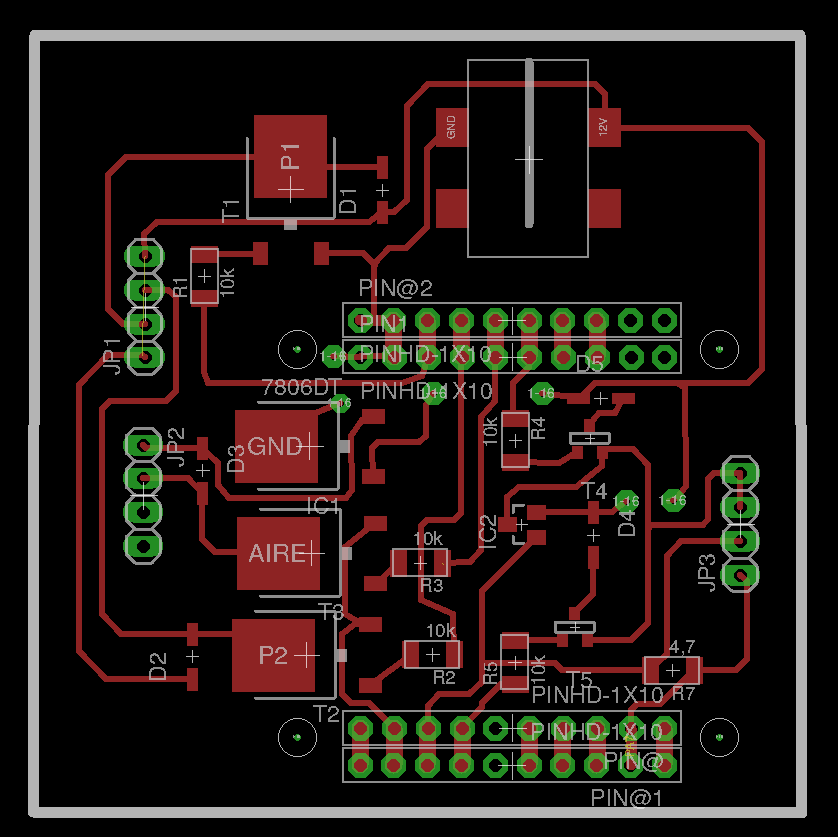 P1
GND
12V
D1
T1
R1
10k
PIN@2
PIN1
1-16
PINHD-1X10
D5
JP1
7806DT
PINHD-1X10
1-16
1-16
1-16
10k
R4
JP2
D3
GND
IC1
T4
1-16
1-16
IC2
D4
AIRE
10k
R3
JP3
T3
10k
P2
R2
D2
R5
10k
4,7
R7
T5
PINHD-1X10
T2
PINHD-1X10
PIN@
PIN@1